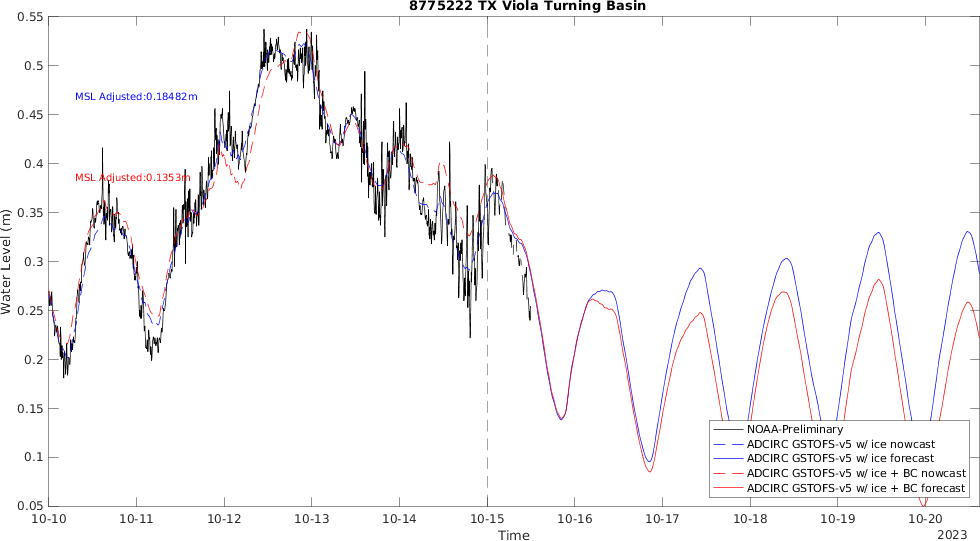 8775222 TX Viola Turning Basin
0.55
0.5
0.45
0.4
0.35
0.3
0.25
0.2
0.15
0.1
0.05
Water Level (m)
MSL Adjusted:0.18482m
MSL Adjusted:0.1353m
NOAA-Preliminary
ADCIRC GSTOFS-v5 w/ ice nowcast
ADCIRC GSTOFS-v5 w/ ice forecast
ADCIRC GSTOFS-v5 w/ ice + BC nowcast
ADCIRC GSTOFS-v5 w/ ice + BC forecast
10-10 10-11 10-12 10-13 10-14 10-15 10-16 10-17 10-18 10-19 10-20
Time
2023